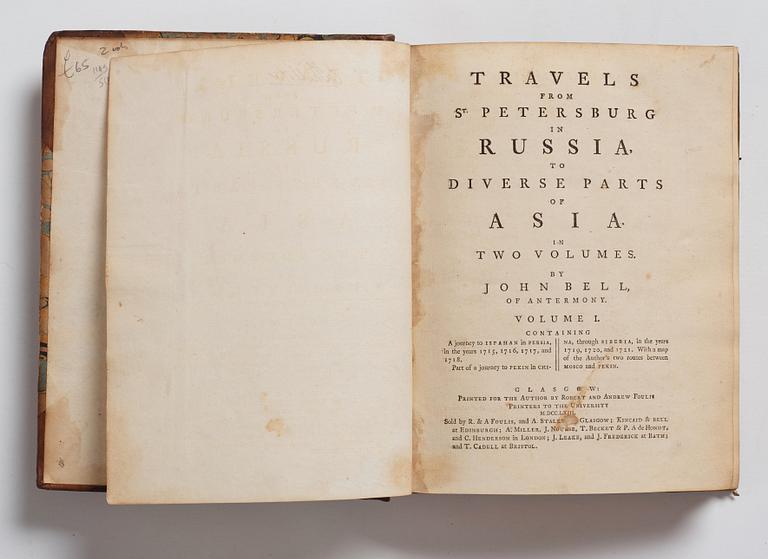 2 vols
£65
TRAVELS
FROM
ST. PETERSBURG
IN
RUSSIA,
TO
DIVERSE PARTS
OF
ASIA.
IN
TWO VOLUMES.
BY
JOHN BELL,
OF ANTERMONY.
VOLUME I.
CONTAINING
A journey to ISPAHAN in PERSIA,
in the years 1715, 1716, 1717, and
1718.
Part of a journey to PEKIN in CHI-
NA, through SIBERIA, in the years
1719, 1720, and 1721. With a map
of the Author's two routes between
MOSCO and PEKIN.
GLASGOW:
PRINTED FOR THE AUTHOR BY ROBERT AND ANDREW FOULIS
PRINTERS TO THE UNIVERSITY
M.DCC.LXIII.
Sold by R. & A FOULIS, and A. STALKER GLASGOW; KINCAID & BELL
at EDINBURGH; A. MILLER, J. NOURSE, T. BECKET & P. A de HONDT,
and C. HENDERSON in LONDON; J. LEAKE, and J. FREDERICK at BATH;
and T. CADELL at BRISTOL.